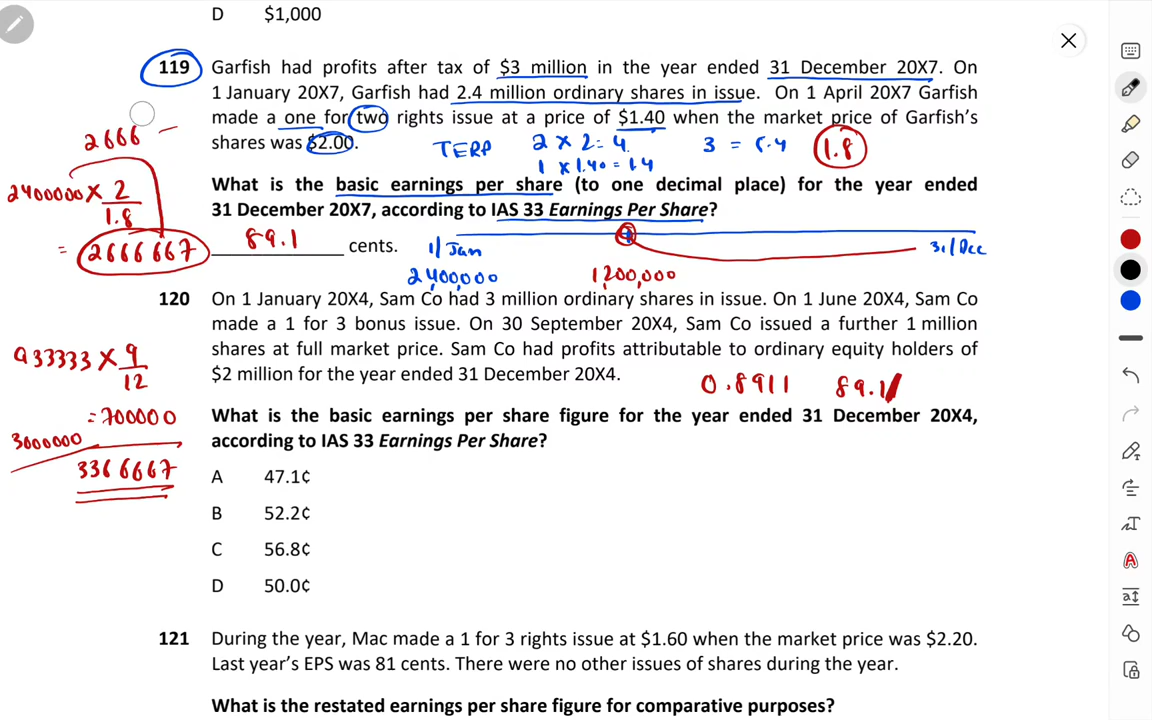 D $1,000
119 Garfish had profits after tax of $3 million in the year ended 31 December 20X7. On
1 January 20X7, Garfish had 2.4 million ordinary shares in issue. On 1 April 20X7 Garfish
made a one for two rights issue at a price of $1.40 when the market price of Garfish's
shares was $2.00.
TERP 2 x 2 = 4 3 = 5.4 1.8
1 x 1.40 = 1.4
2666
2400000 x 2
1.8
= 2666667
What is the basic earnings per share (to one decimal place) for the year ended
31 December 20X7, according to IAS 33 Earnings Per Share?
89.1 cents.
1/Jan 31/Dec
2,400,000 1,200,000
120 On 1 January 20X4, Sam Co had 3 million ordinary shares in issue. On 1 June 20X4, Sam Co
made a 1 for 3 bonus issue. On 30 September 20X4, Sam Co issued a further 1 million
shares at full market price. Sam Co had profits attributable to ordinary equity holders of
$2 million for the year ended 31 December 20X4.
0.8911 89.1
933333 x 9
12
= 700000
3000000
3366667
What is the basic earnings per share figure for the year ended 31 December 20X4,
according to IAS 33 Earnings Per Share?
A 47.1¢
B 52.2¢
C 56.8¢
D 50.0¢
121 During the year, Mac made a 1 for 3 rights issue at $1.60 when the market price was $2.20.
Last year's EPS was 81 cents. There were no other issues of shares during the year.
What is the restated earnings per share figure for comparative purposes?